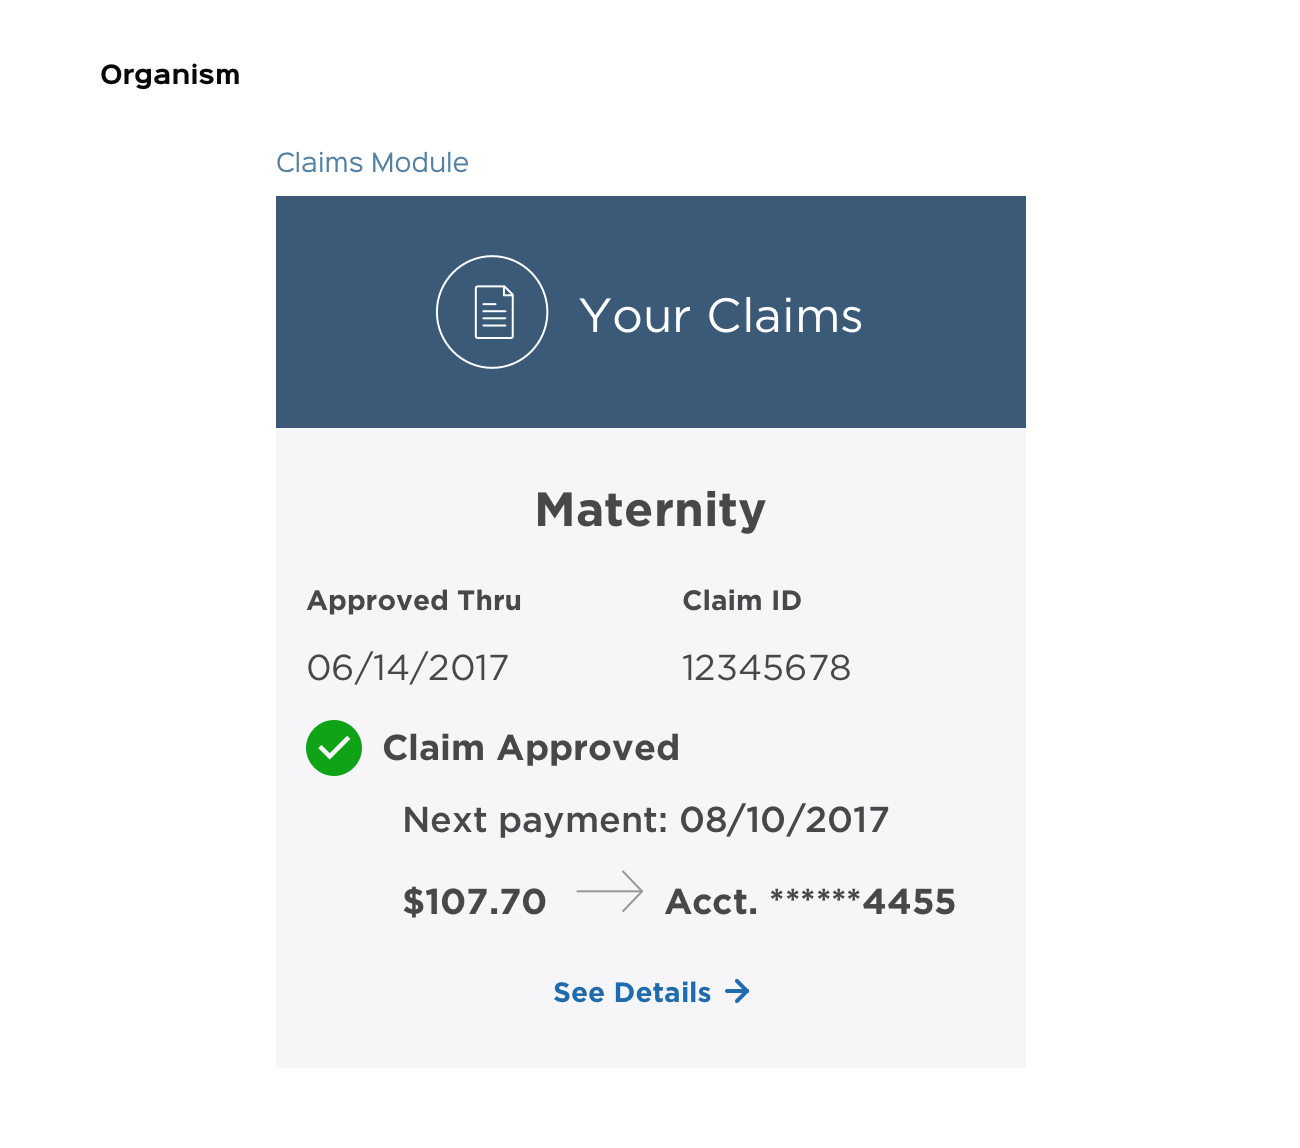 Organism
Claims Module
Your Claims
Maternity
Approved Thru
Claim ID
06/14/2017
12345678
Claim Approved
Next payment: 08/10/2017
$107.70
Acct. ******4455
See Details